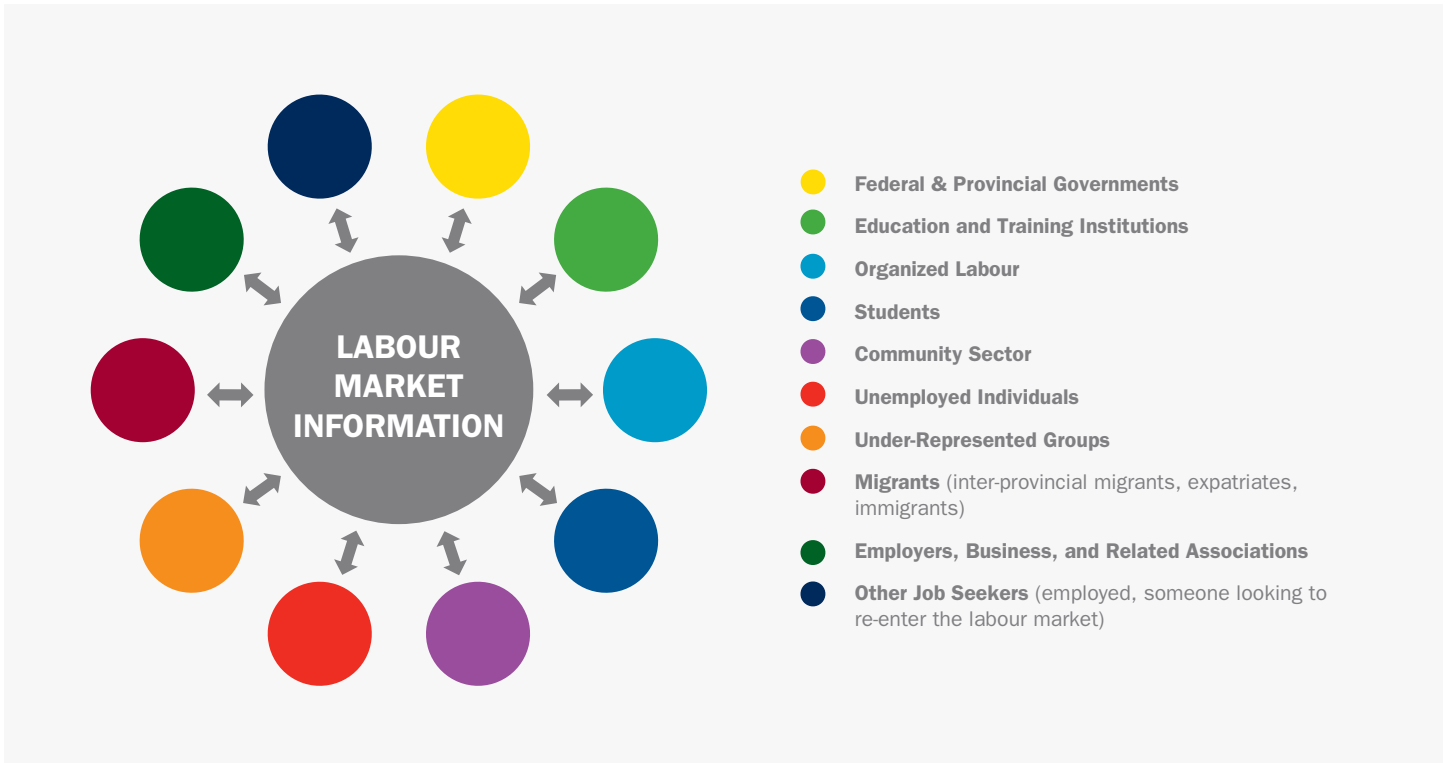 LABOUR
MARKET
INFORMATION
Federal & Provincial Governments
Education and Training Institutions
Organized Labour
Students
Community Sector
Unemployed Individuals
Under-Represented Groups
Migrants (inter-provincial migrants, expatriates,
immigrants)
Employers, Business, and Related Associations
Other Job Seekers (employed, someone looking to
re-enter the labour market)